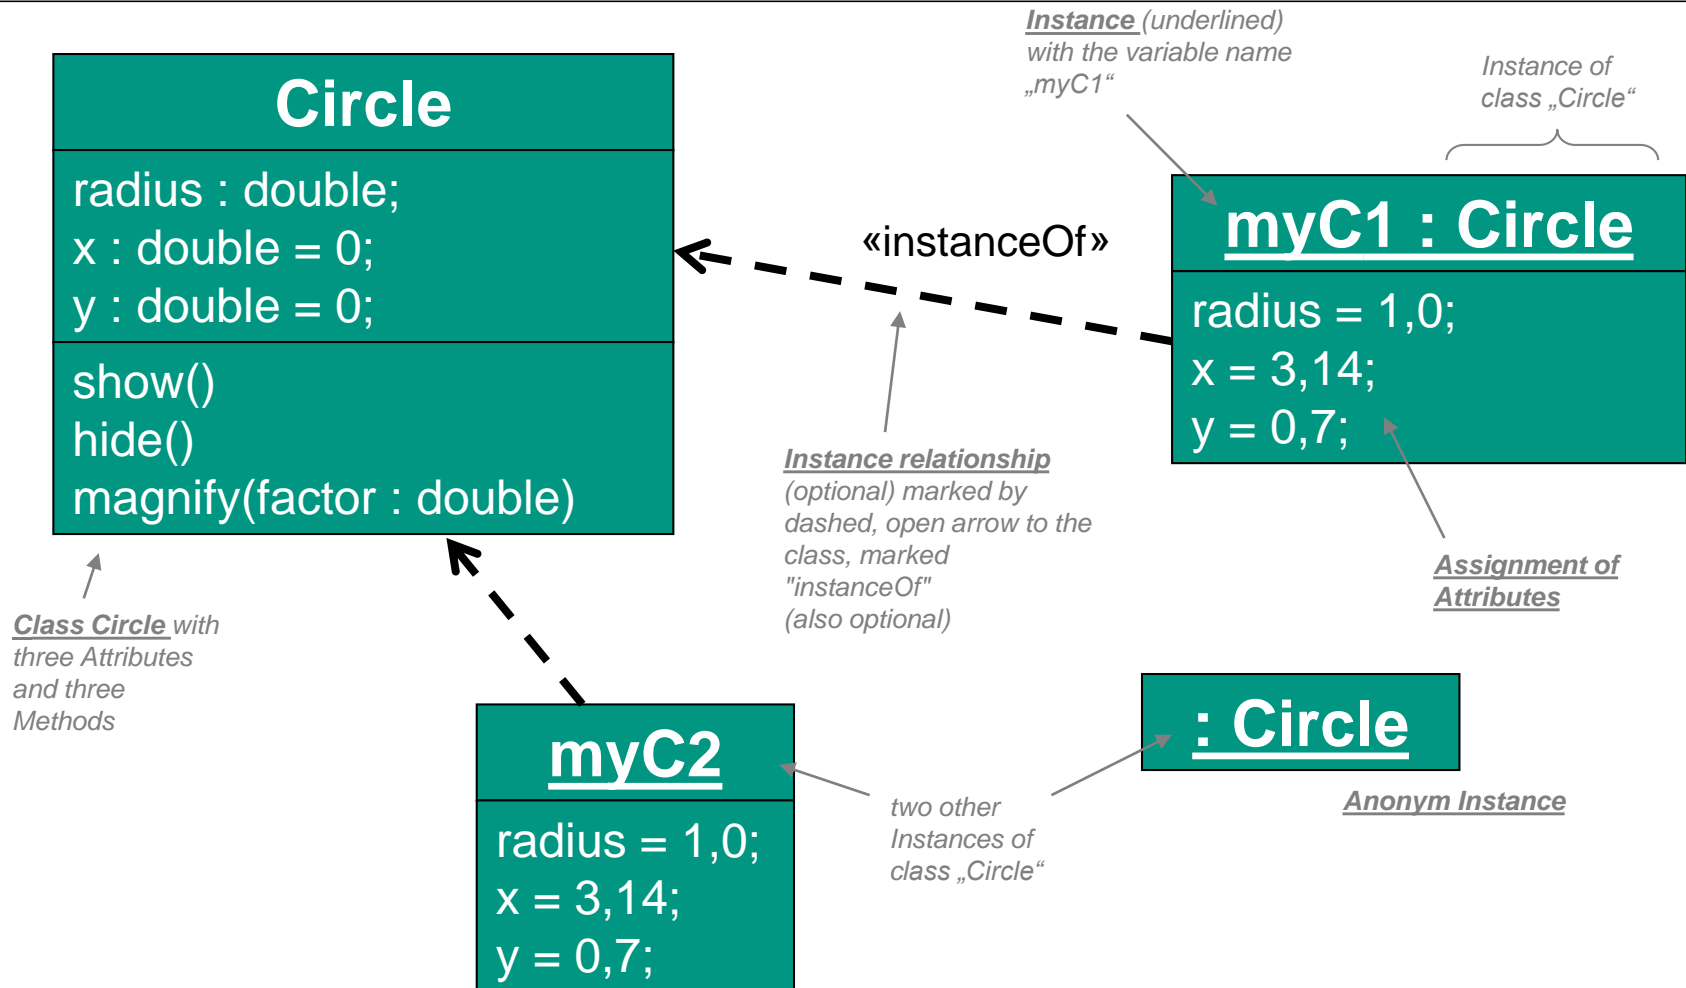 Instance (underlined)
with the variable name
„myC1“
Instance of
class „Circle“
Circle
radius : double;
x : double = 0;
y : double = 0;
show()
hide()
magnify(factor : double)
«instanceOf»
myC1 : Circle
radius = 1,0;
x = 3,14;
y = 0,7;
Instance relationship
(optional) marked by
dashed, open arrow to the
class, marked
"instanceOf"
(also optional)
Assignment of
Attributes
Class Circle with
three Attributes
and three
Methods
myC2
radius = 1,0;
x = 3,14;
y = 0,7;
two other
Instances of
class „Circle“
: Circle
Anonym Instance